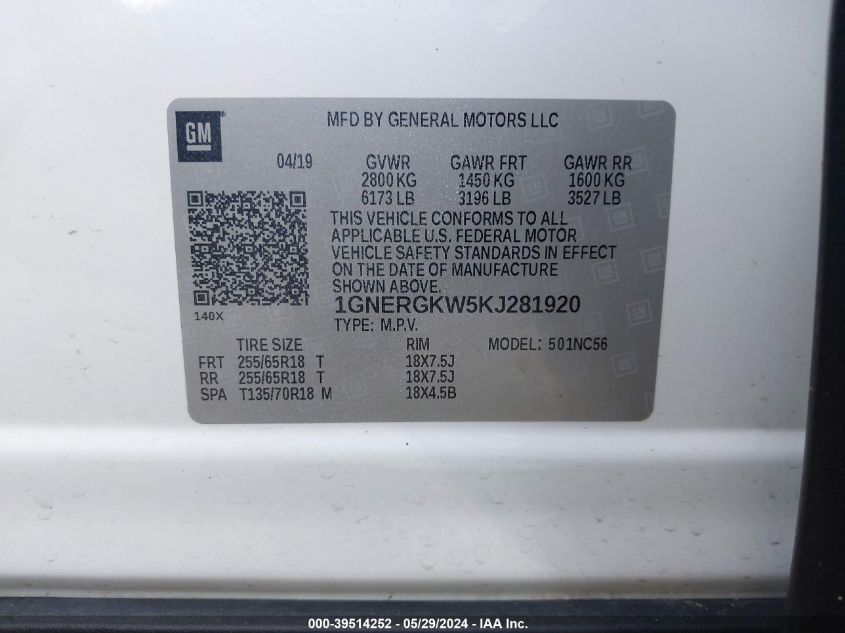 GM ®
MFD BY GENERAL MOTORS LLC
04/19 GVWR GAWR FRT GAWR RR
2800 KG 1450 KG 1600 KG
6173 LB 3196 LB 3527 LB
THIS VEHICLE CONFORMS TO ALL
APPLICABLE U.S. FEDERAL MOTOR
VEHICLE SAFETY STANDARDS IN EFFECT
ON THE DATE OF MANUFACTURE
SHOWN ABOVE.
140X
1GNERGKW5KJ281920
TYPE: M.P.V.
TIRE SIZE RIM MODEL: 501NC56
FRT 255/65R18 T 18X7.5J
RR 255/65R18 T 18X7.5J
SPA T135/70R18 M 18X4.5B
000-39514252 - 05/29/2024 - IAA Inc.